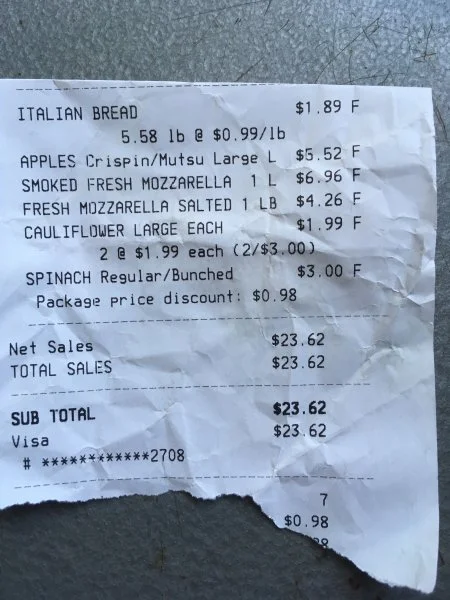 ITALIAN BREAD $1.89 F
5.58 lb @ $0.99/lb
APPLES Crispin/Mutsu Large L $5.52 F
SMOKED FRESH MOZZARELLA 1 L $6.96 F
FRESH MOZZARELLA SALTED 1 LB $4.26 F
CAULIFLOWER LARGE EACH $1.99 F
2 @ $1.99 each (2/$3.00)
SPINACH Regular/Bunched $3.00 F
Package price discount: $0.98
Net Sales $23.62
TOTAL SALES $23.62
SUB TOTAL $23.62
Visa $23.62
# ************2708
7
$0.98